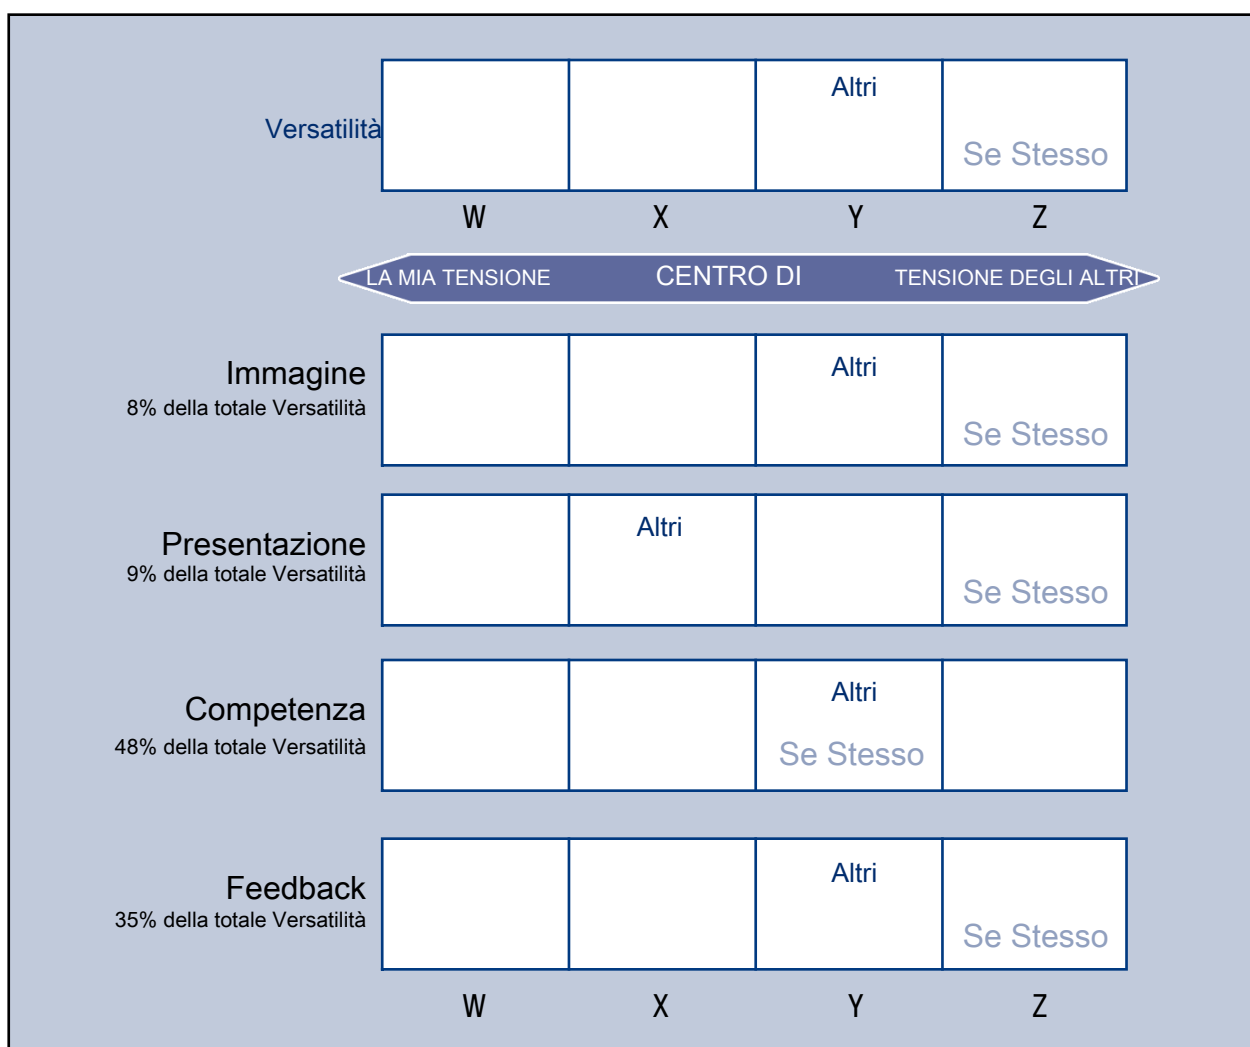 Altri
Versatilità
Se Stesso
W X Y Z
LA MIA TENSIONE CENTRO DI TENSIONE DEGLI ALTRI
Altri
Immagine
8% della totale Versatilità
Se Stesso
Altri
Presentazione
9% della totale Versatilità
Se Stesso
Altri
Competenza
48% della totale Versatilità
Se Stesso
Altri
Feedback
35% della totale Versatilità
Se Stesso
W X Y Z